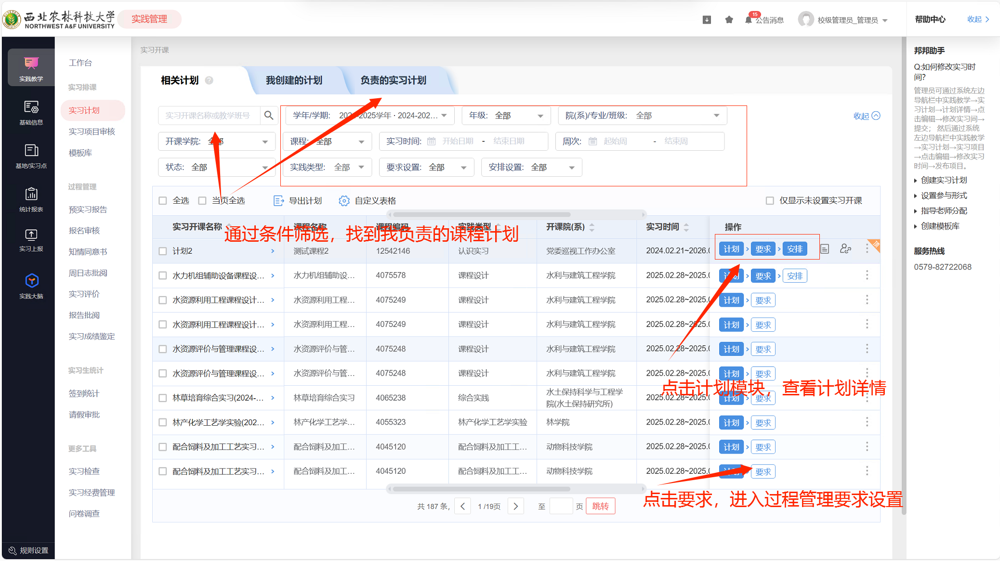 西北农林科技大学
NORTHWEST A&F UNIVERSITY
实践管理
15
公告消息
校级管理员_管理员
帮助中心
收起
实践教学
基础信息
基地/实习点
统计报表
实习上报
实践大脑
规则设置
工作台
实习排课
实习计划
实习项目审核
模板库
过程管理
预实习报告
报名审核
知情同意书
周日志批阅
实习评价
报告批阅
实习成绩鉴定
实习生统计
签到统计
请假审批
更多工具
实习检查
实习经费管理
问卷调查
实习开课
相关计划 ?
我创建的计划
负责的实习计划
实习开课名称或教学班号
学年/学期:
2025学年 · 2024-202...
年级: 全部
院(系)/专业/班级: 全部
收起
开课学院:
课程: 全部
实习时间: 开始日期 - 结束日期
周次: 起始周 - 结束周
状态: 全部
实践类型: 全部
要求设置: 全部
安排设置: 全部
全选
当页全选
导出计划
自定义表格
仅显示未设置实习开课
实习开课名称
课程名称
课程编码
实践类型
开课院(系)
实习时间
操作
通过条件筛选，找到我负责的课程计划
计划2 测试课程2 12542146 认识实习 党委巡视工作办公室 2024.02.21~2026.0 计划 要求 安排 顶
水力机组辅助设备课程设... 水力机组辅助设... 4075578 课程设计 水利与建筑工程学院 2025.02.28~2025.0 计划 要求 安排
水资源利用工程课程设计... 水资源利用工程... 4075249 课程设计 水利与建筑工程学院 2025.02.28~2025.0 计划 要求
水资源利用工程课程设计... 水资源利用工程... 4075249 课程设计 水利与建筑工程学院 2025.02.28~2025.0 计划 要求
水资源评价与管理课程设... 水资源评价与管... 4075248 课程设计 水利与建筑工程学院 2025.02.28~2025.0 计划 要求
水资源评价与管理课程设... 水资源评价与管... 4075248 课程设计 水利与建筑工程学院 2025.02.28~2025.0 计划 要求
点击计划模块，查看计划详情
林草培育综合实习(2024-... 林草培育综合实习 4065238 综合实践 水土保持科学与工程学
院(水土保持研究所) 2025.02.28~2025.0 计划 要求
林产化学工艺学实验(202... 林产化学工艺学... 4055323 林产化学工艺学实验 林学院 2025.02.28~2025.0 计划 要求
配合饲料及加工工艺实习... 配合饲料及加工... 4045120 配合饲料及加工工... 动物科技学院 2025.02.28~2025.0 计划 要求
配合饲料及加工工艺实习... 配合饲料及加工... 4045120 配合饲料及加工工... 动物科技学院 2025.02.28~2025.0 计划 要求
点击要求，进入过程管理要求设置
共 187 条, 1 /19页 至 页 跳转
邦邦助手
Q:如何修改实习时
间?
管理员可通过系统左边
导航栏中实践教学→实
习计划→计划详情→点
击编辑→修改实习间→
提交； 然后通过系统
左边导航栏中实践教学
→实习计划→实习项目
→点击编辑→修改实习
时间→发布项目。
创建实习计划
设置参与形式
指导老师分配
创建模板库
服务热线
0579-82722068